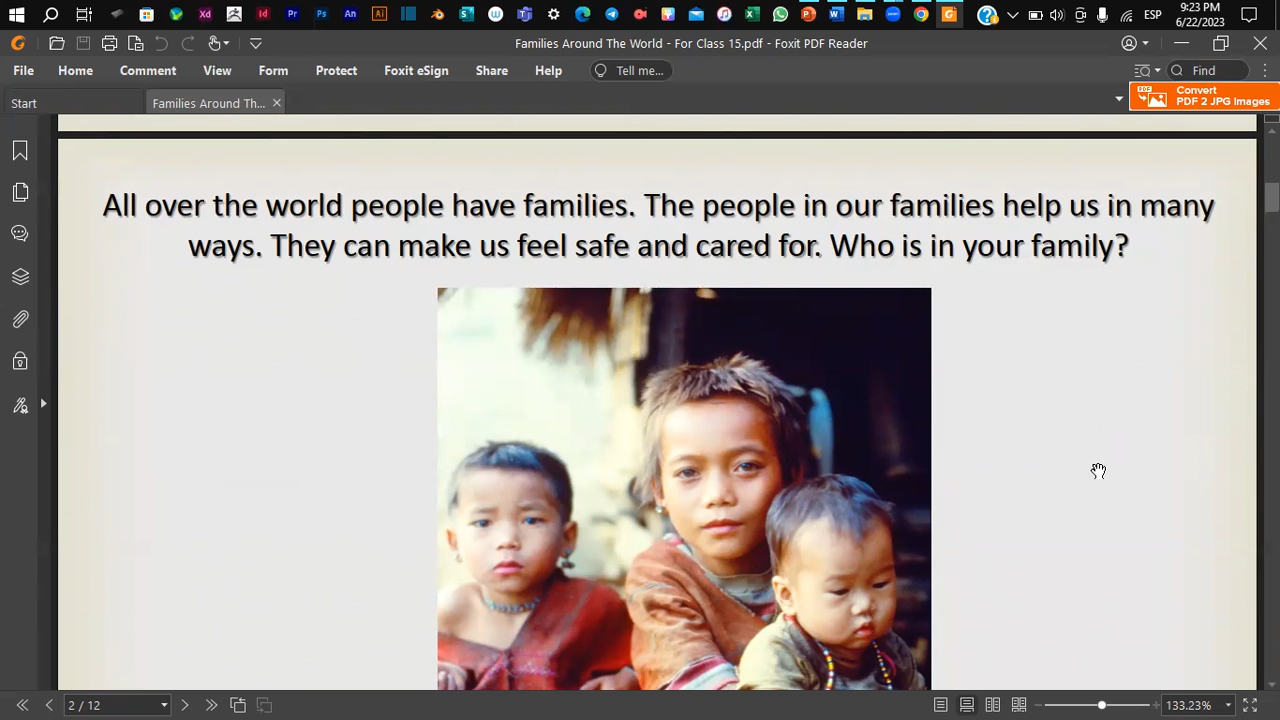 9:23 PM
ESP
6/22/2023
Families Around The World - For Class 15.pdf - Foxit PDF Reader
File Home Comment View Form Protect Foxit eSign Share Help Tell me... Find
Start Families Around Th... Convert
PDF 2 JPG Images
All over the world people have families. The people in our families help us in many
ways. They can make us feel safe and cared for. Who is in your family?
2 / 12 133.23%